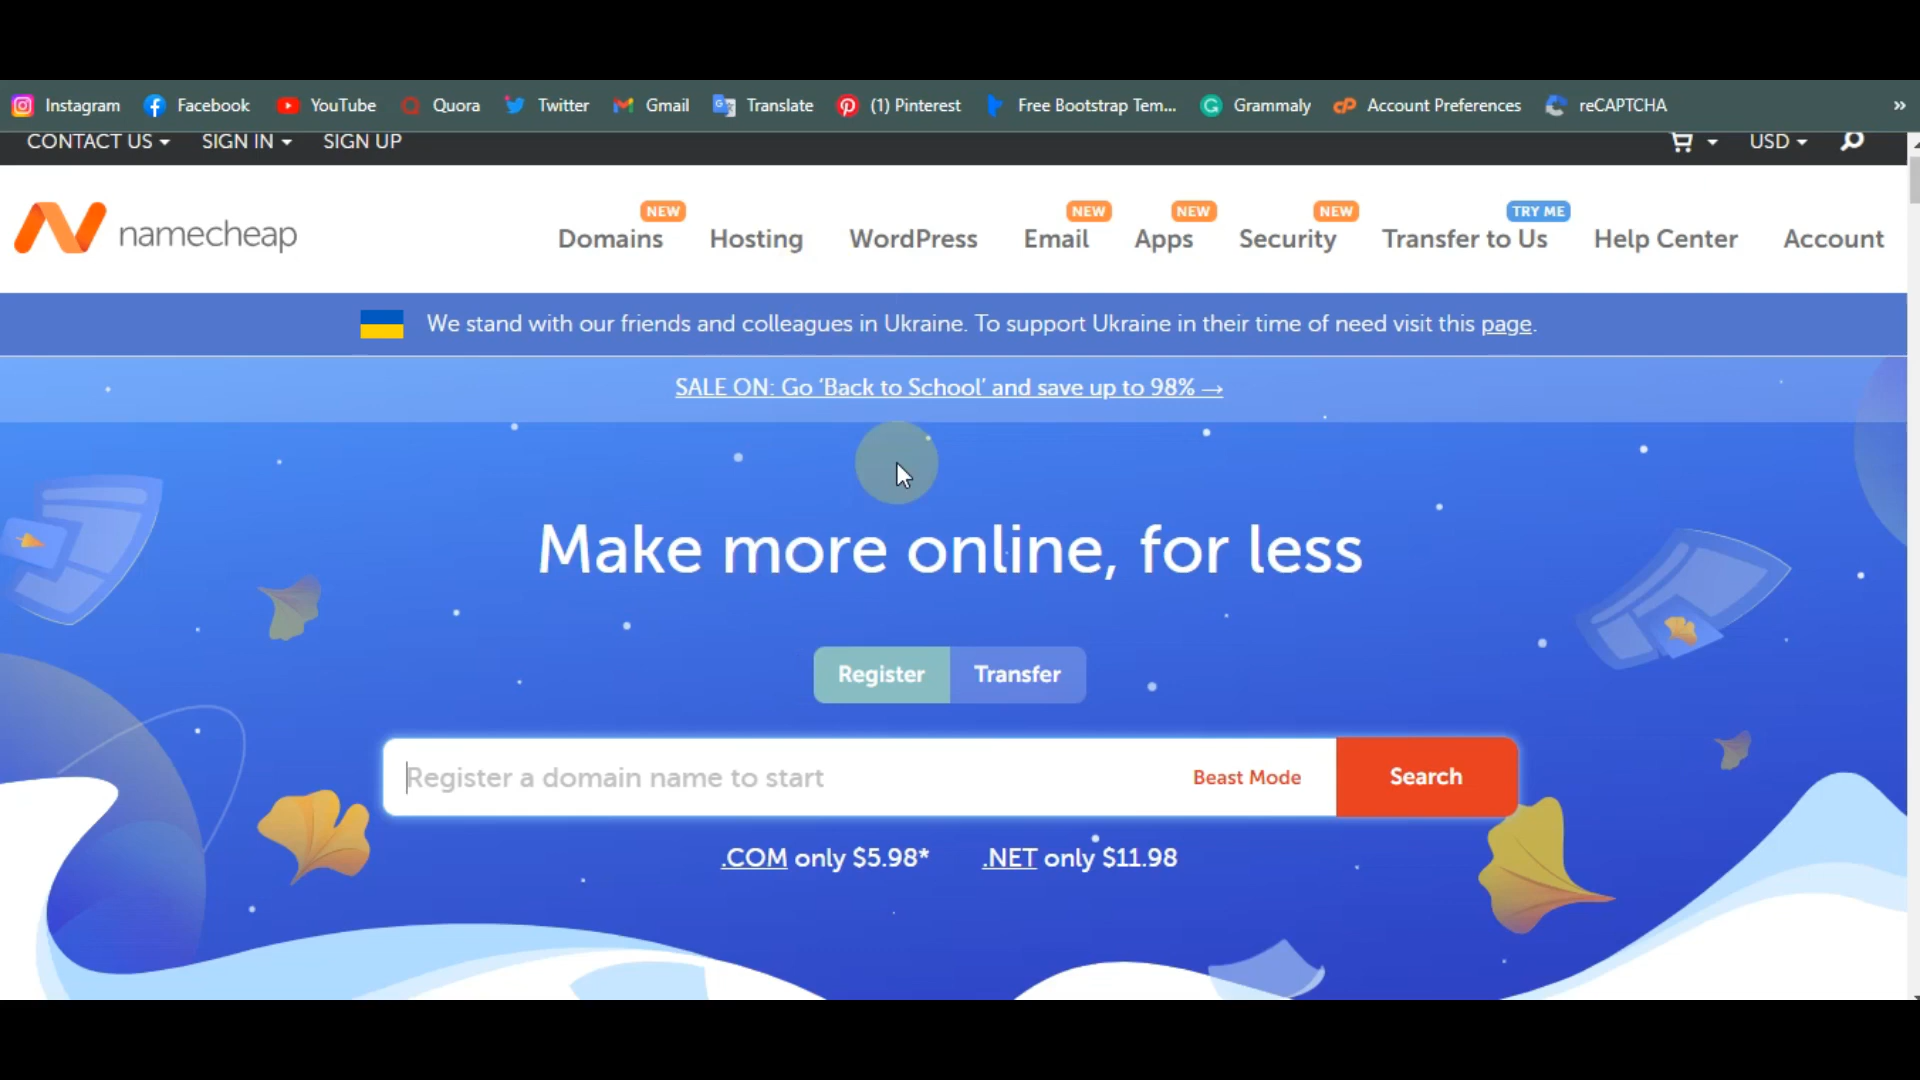 Instagram Facebook YouTube Quora Twitter Gmail Translate (1) Pinterest Free Bootstrap Tem... Grammaly Account Preferences reCAPTCHA »
CONTACT US SIGN IN SIGN UP USD
namecheap
NEW NEW NEW NEW TRY ME
Domains Hosting WordPress Email Apps Security Transfer to Us Help Center Account
We stand with our friends and colleagues in Ukraine. To support Ukraine in their time of need visit this page.
SALE ON: Go ‘Back to School’ and save up to 98% →
Make more online, for less
Register Transfer
Register a domain name to start Beast Mode Search
.COM only $5.98* .NET only $11.98